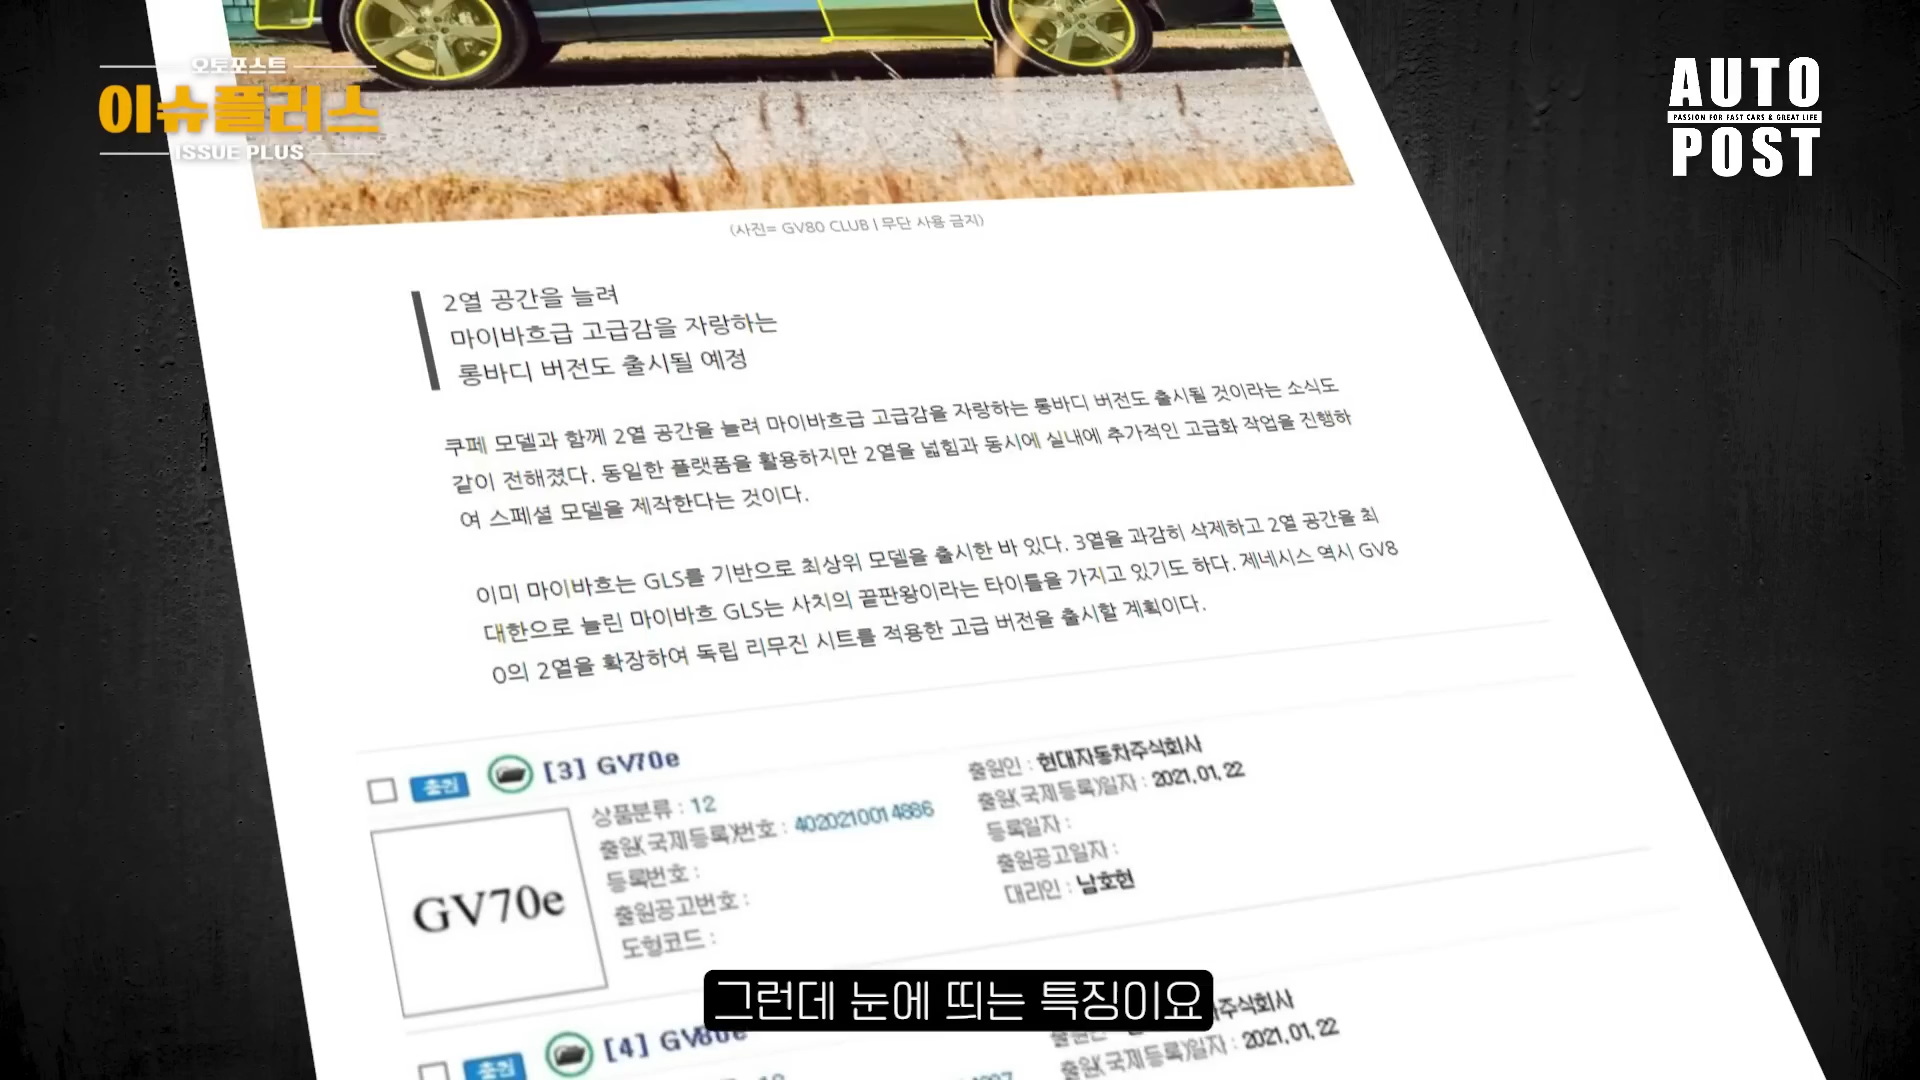 오토포스트
이슈플러스
ISSUE PLUS
AUTO
PASSION FOR FAST CARS & GREAT LIFE
POST
(사진= GV80 CLUB | 무단 사용 금지)
2열 공간을 늘려
마이바흐급 고급감을 자랑하는
롱바디 버전도 출시될 예정
쿠페 모델과 함께 2열 공간을 늘려 마이바흐급 고급감을 자랑하는 롱바디 버전도 출시될 것이라는 소식도
같이 전해졌다. 동일한 플랫폼을 활용하지만 2열을 넓힘과 동시에 실내에 추가적인 고급화 작업을 진행하
여 스페셜 모델을 제작한다는 것이다.
이미 마이바흐는 GLS를 기반으로 최상위 모델을 출시한 바 있다. 3열을 과감히 삭제하고 2열 공간을 최
대한으로 늘린 마이바흐 GLS는 사치의 끝판왕이라는 타이틀을 가지고 있기도 하다. 제네시스 역시 GV8
0의 2열을 확장하여 독립 리무진 시트를 적용한 고급 버전을 출시할 계획이다.
출원 [3] GV70e
GV70e
상품분류 : 12
출원(국제등록)번호 : 4020210014886
등록번호 :
출원공고번호 :
도형코드 :
출원인 : 현대자동차주식회사
출원(국제등록)일자 : 2021.01.22
등록일자 :
출원공고일자 :
대리인 : 남호현
출원 [4] GV80e
출원(국제등록)일자 : 2021.01.22
그런데 눈에 띄는 특징이요